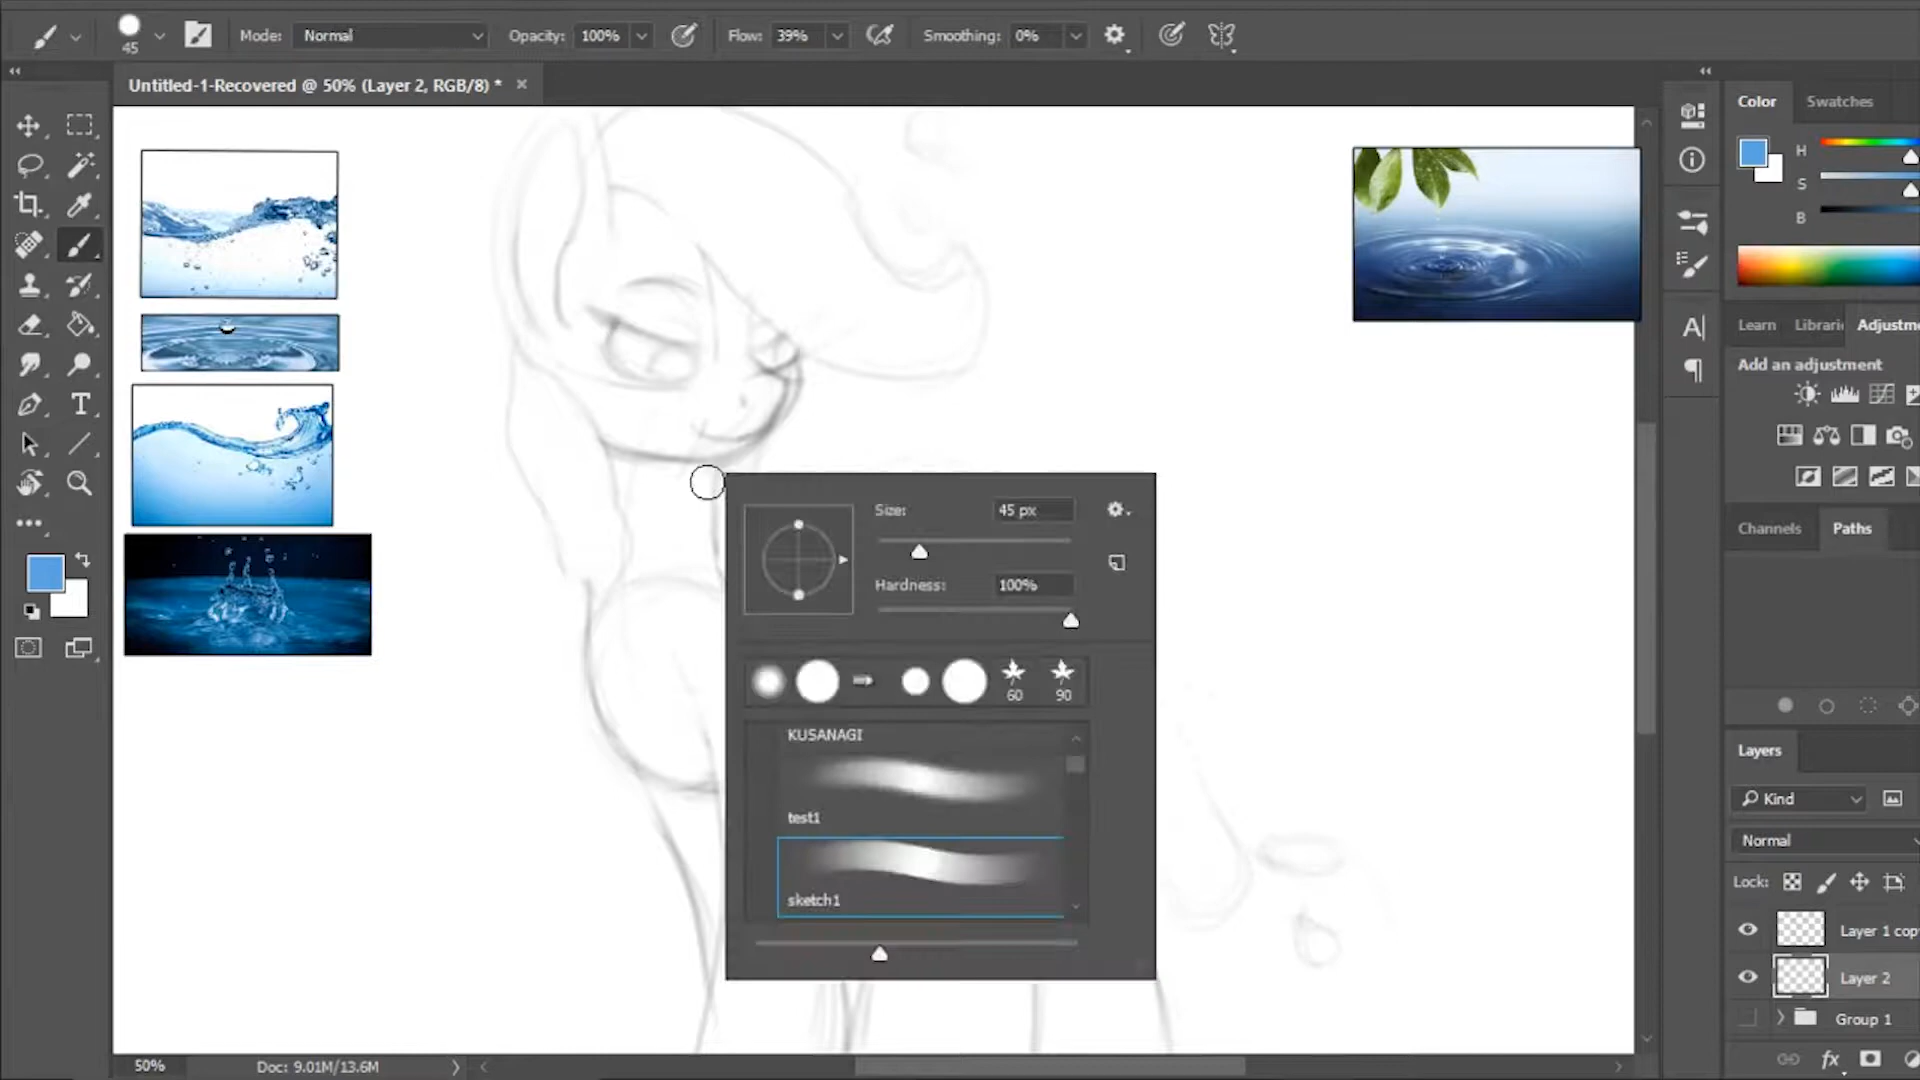 45
Mode: Normal
Opacity: 100%
Flow: 39%
Smoothing: 0%
Untitled-1-Recovered @ 50% (Layer 2, RGB/8) *
Color
Swatches
H
S
B
Learn
Librari
Adjustme
Add an adjustment
Channels
Paths
Size:
45 px
Hardness:
100%
60
90
KUSANAGI
test1
sketch1
Layers
Kind
Normal
Lock:
Layer 1 cop
Layer 2
Group 1
fx
50%
Doc: 9.01M/13.6M